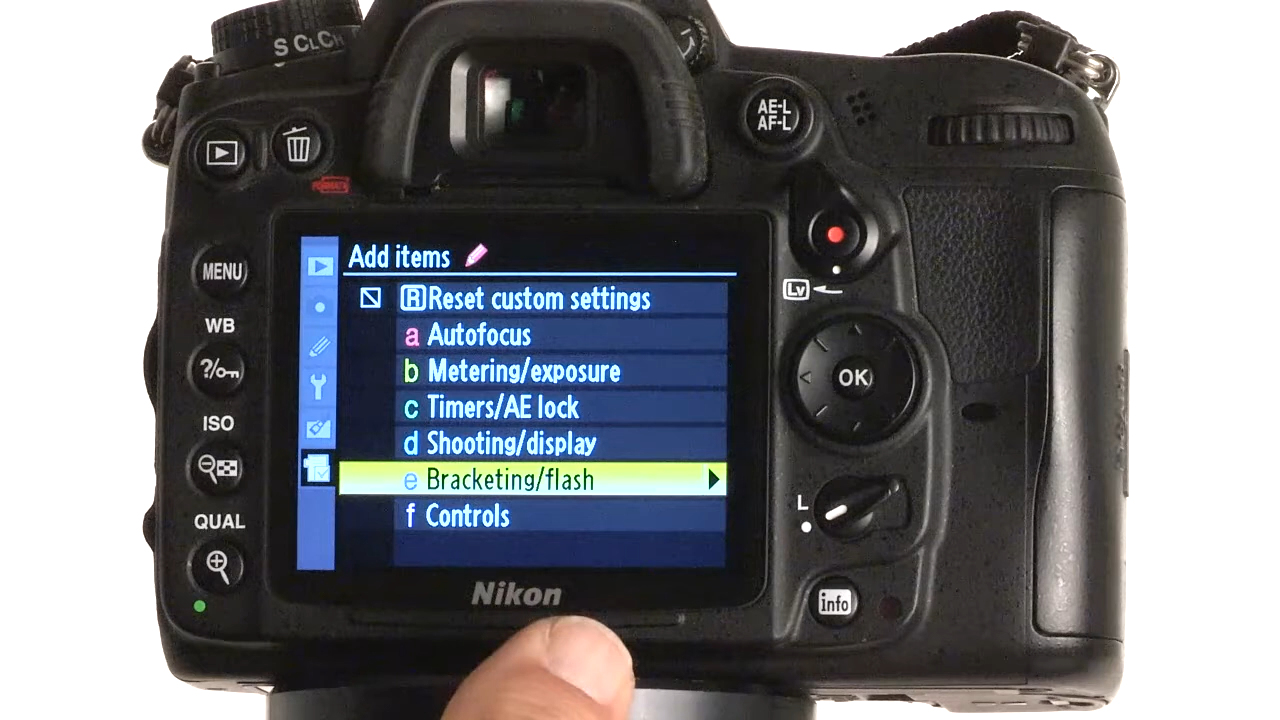 S CL CH
AE-L
AF-L
FORMAT
MENU
WB
?
ISO
QUAL
Add items
R Reset custom settings
a Autofocus
b Metering/exposure
c Timers/AE lock
d Shooting/display
e Bracketing/flash
f Controls
Lv
OK
L
info
Nikon